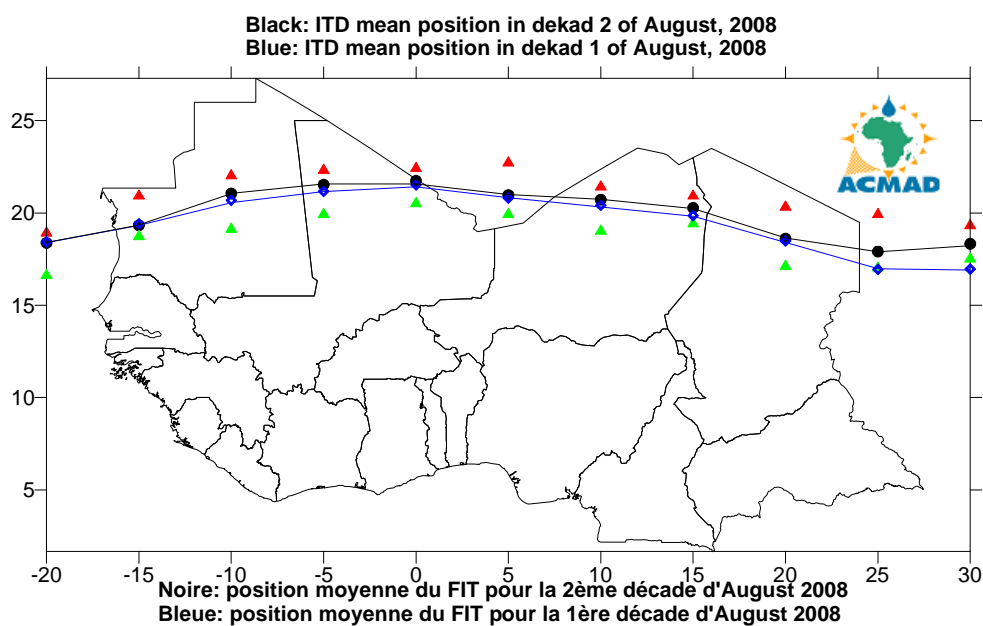 Black: ITD mean position in dekad 2 of August, 2008
Blue: ITD mean position in dekad 1 of August, 2008
25
20
15
10
5
ACMAD
-20 -15 -10 -5 0 5 10 15 20 25 30
Noire: position moyenne du FIT pour la 2ème décade d'August 2008
Bleue: position moyenne du FIT pour la 1ère décade d'August 2008